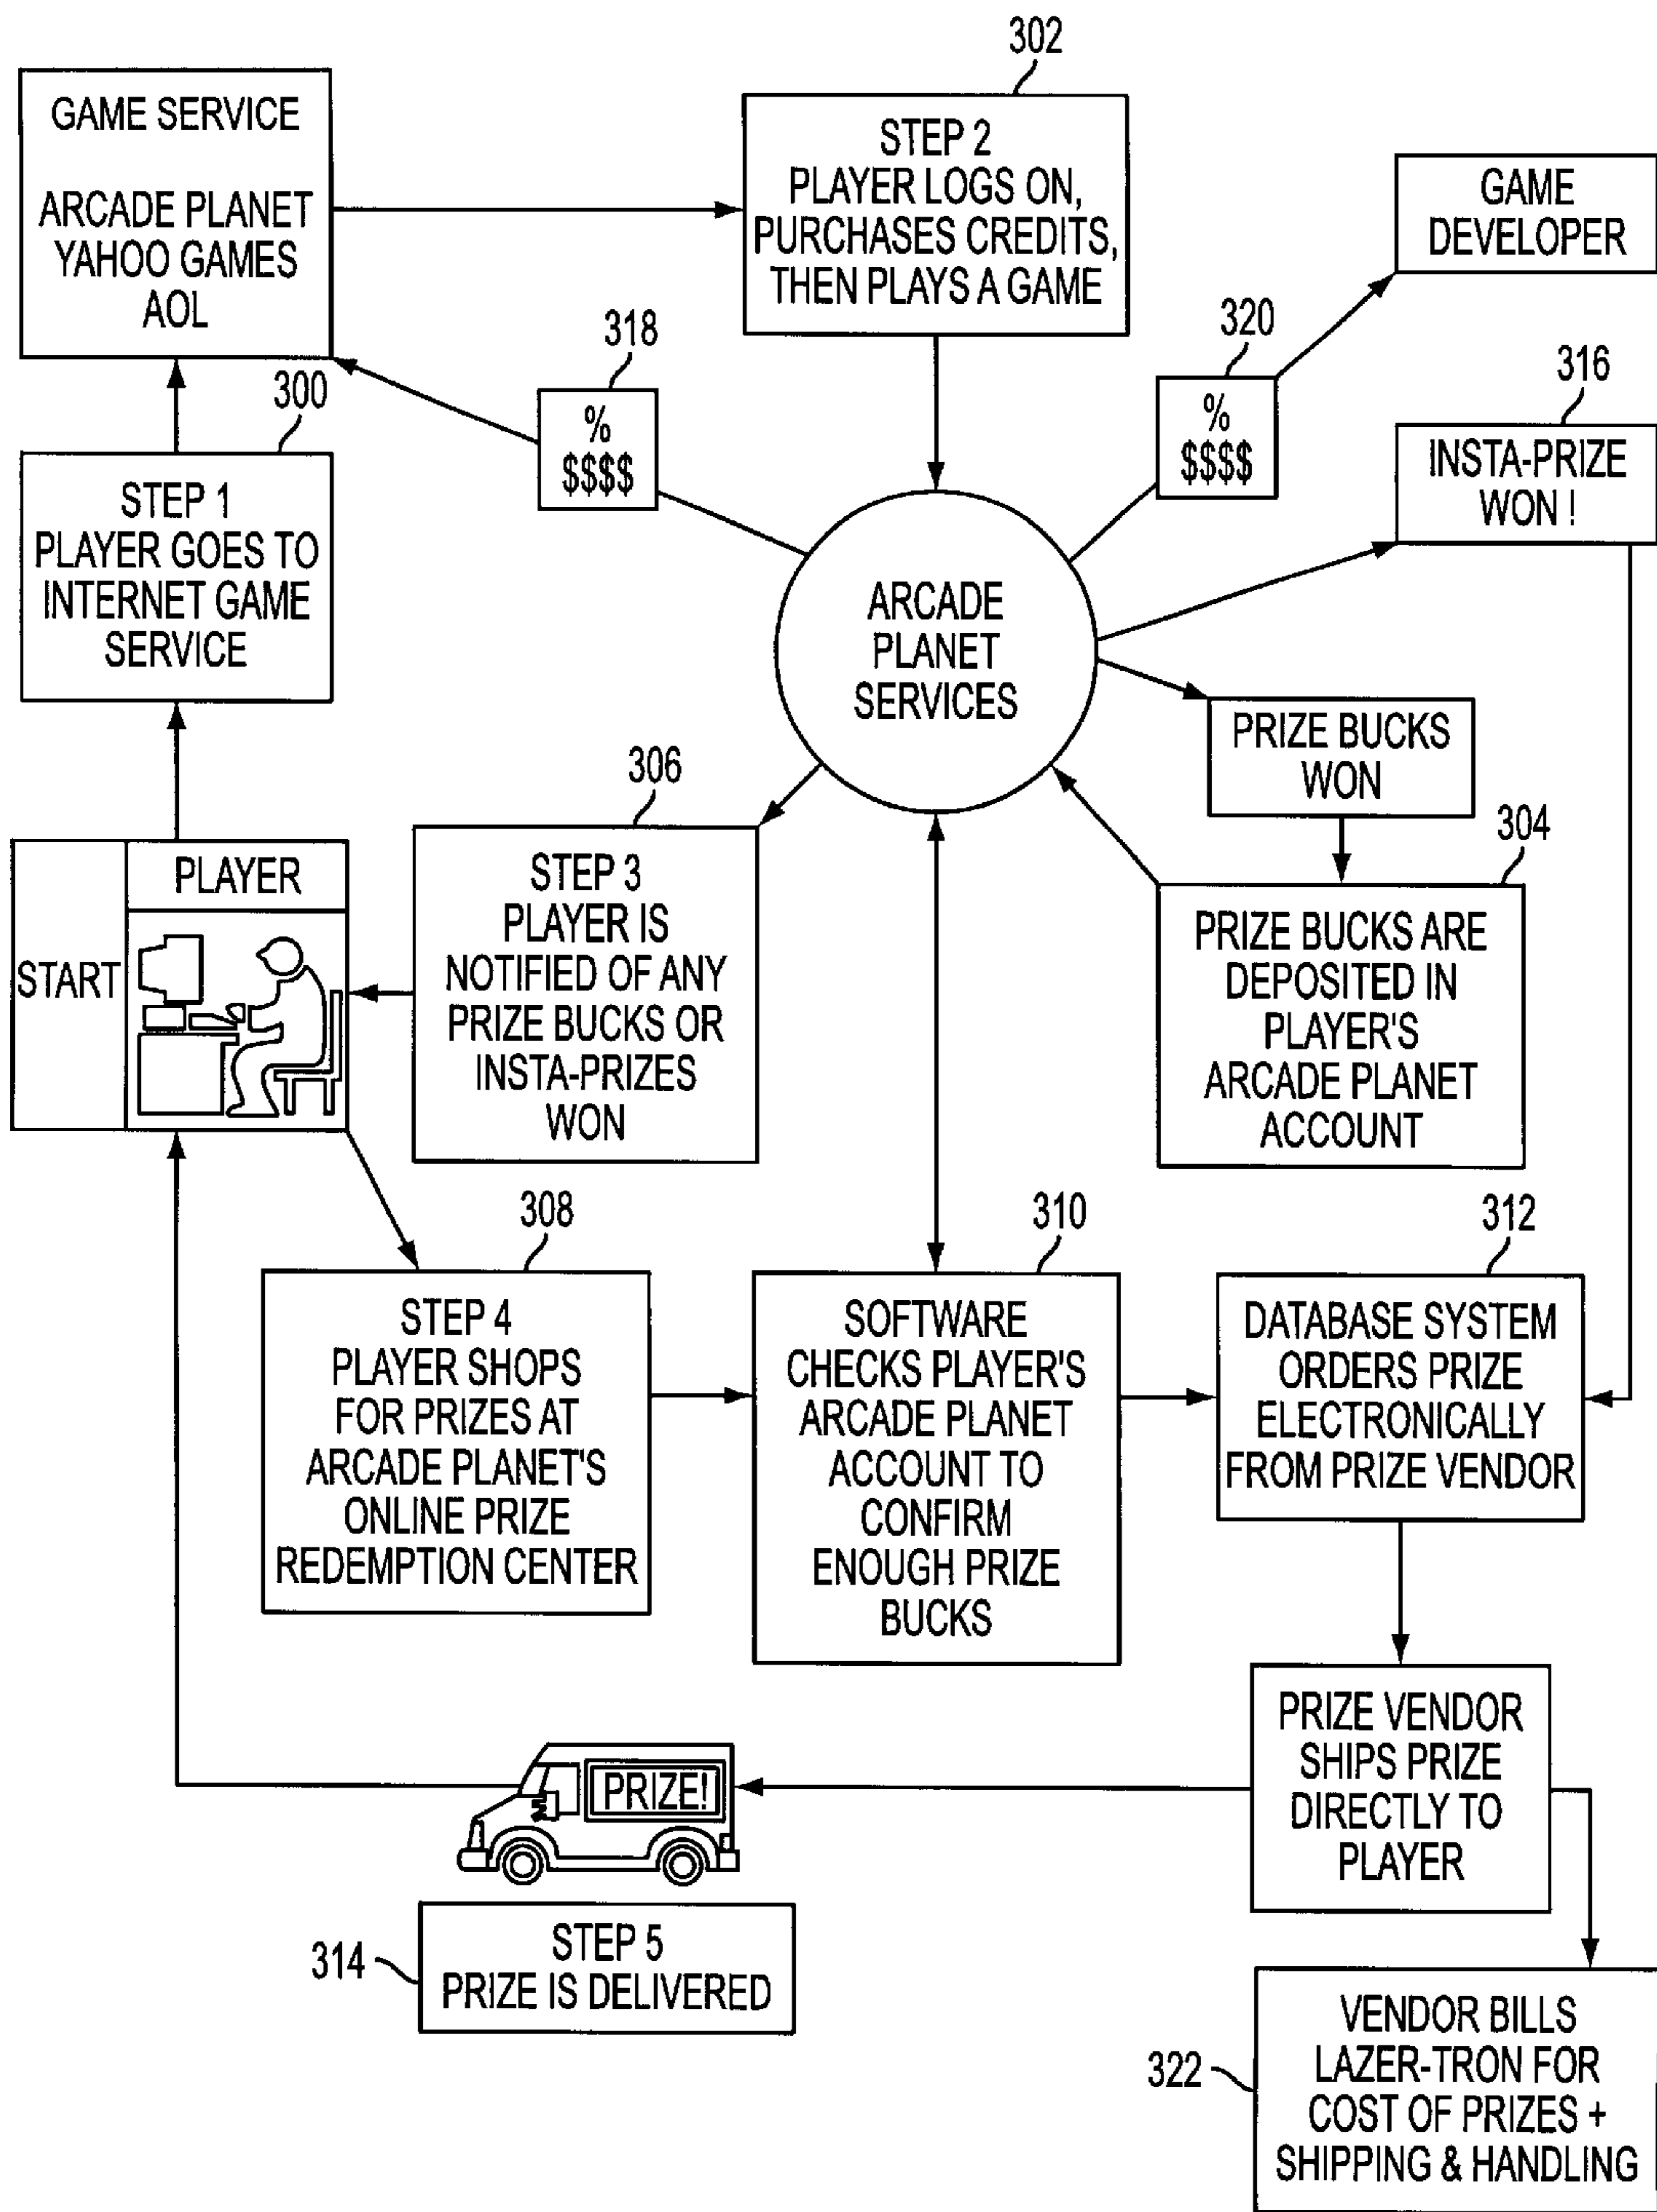 302
GAME SERVICE
ARCADE PLANET
YAHOO GAMES
AOL
STEP 2
PLAYER LOGS ON,
PURCHASES CREDITS,
THEN PLAYS A GAME
GAME
DEVELOPER
318
%
$$$$
320
%
$$$$
316
INSTA-PRIZE
WON !
300
STEP 1
PLAYER GOES TO
INTERNET GAME
SERVICE
ARCADE
PLANET
SERVICES
PRIZE BUCKS
WON
306
STEP 3
PLAYER IS
NOTIFIED OF ANY
PRIZE BUCKS OR
INSTA-PRIZES
WON
START
PLAYER
304
PRIZE BUCKS ARE
DEPOSITED IN
PLAYER'S
ARCADE PLANET
ACCOUNT
308
STEP 4
PLAYER SHOPS
FOR PRIZES AT
ARCADE PLANET'S
ONLINE PRIZE
REDEMPTION CENTER
310
SOFTWARE
CHECKS PLAYER'S
ARCADE PLANET
ACCOUNT TO
CONFIRM
ENOUGH PRIZE
BUCKS
312
DATABASE SYSTEM
ORDERS PRIZE
ELECTRONICALLY
FROM PRIZE VENDOR
PRIZE VENDOR
SHIPS PRIZE
DIRECTLY TO
PLAYER
PRIZE!
314
STEP 5
PRIZE IS DELIVERED
322
VENDOR BILLS
LAZER-TRON FOR
COST OF PRIZES +
SHIPPING & HANDLING